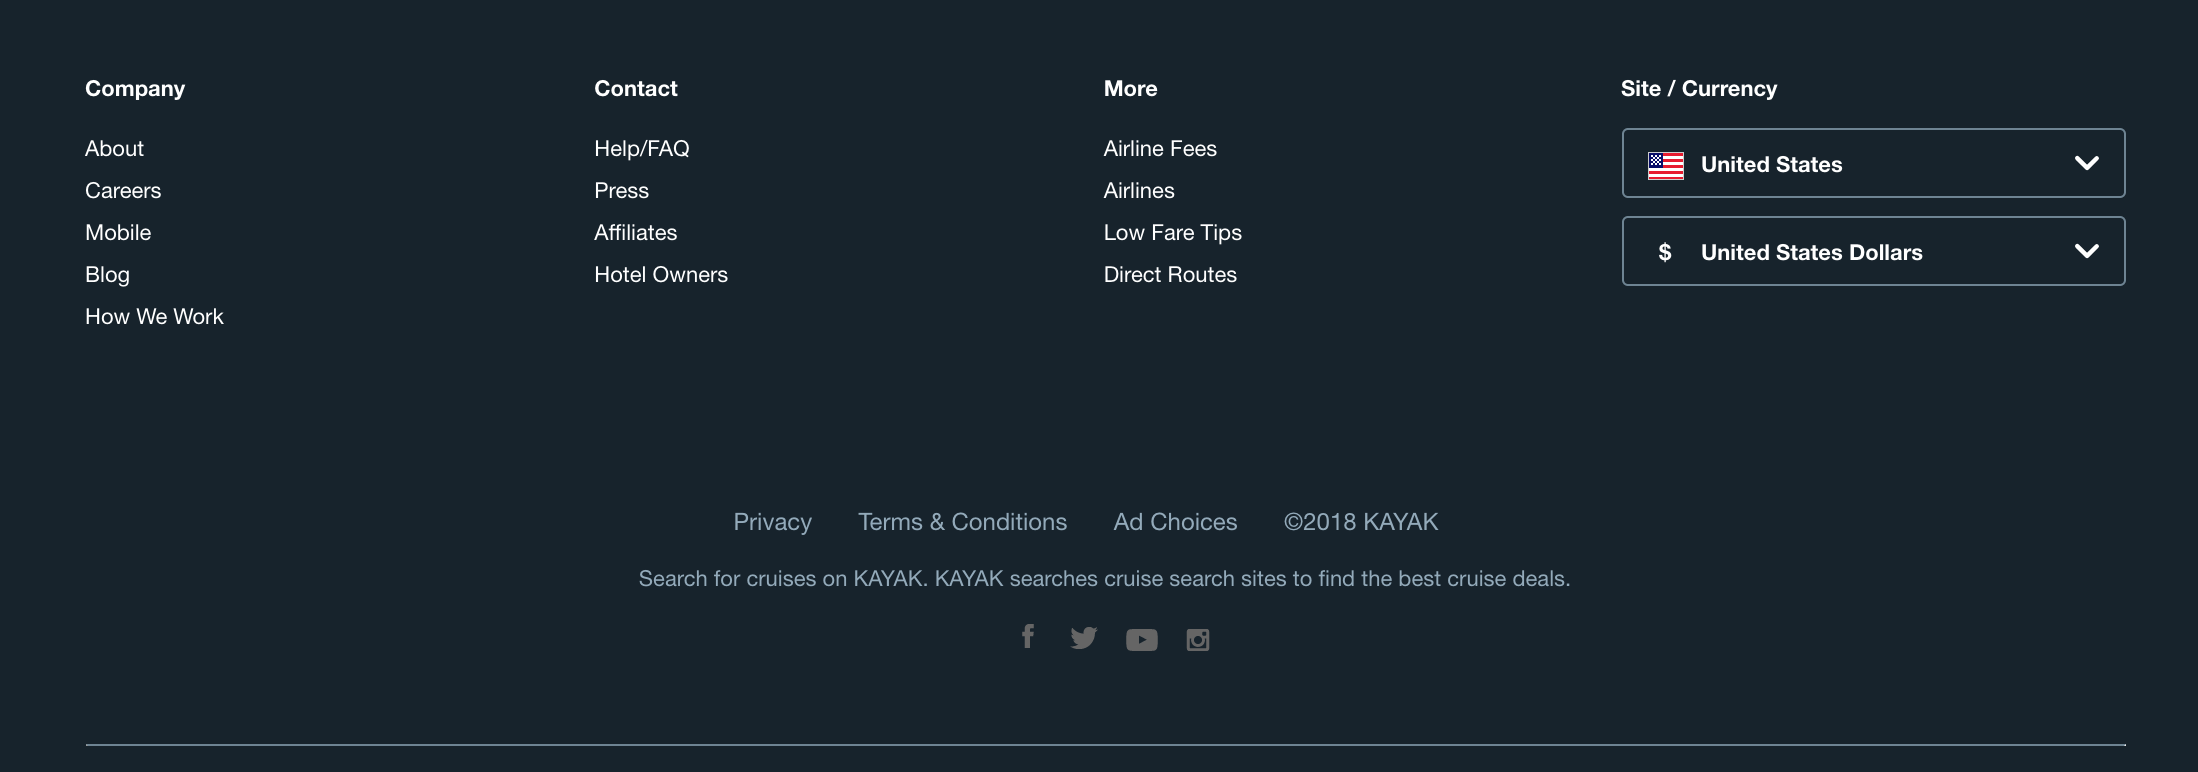 Company
About
Careers
Mobile
Blog
How We Work
Contact
Help/FAQ
Press
Affiliates
Hotel Owners
More
Airline Fees
Airlines
Low Fare Tips
Direct Routes
Site / Currency
United States
$ United States Dollars
Privacy Terms & Conditions Ad Choices ©2018 KAYAK
Search for cruises on KAYAK. KAYAK searches cruise search sites to find the best cruise deals.